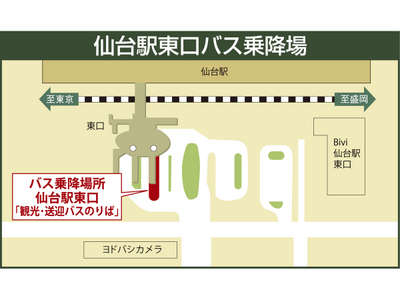 仙台駅東口バス乗降場
仙台駅
至東京
至盛岡
東口
Bivi
仙台駅
東口
バス乗降場所
仙台駅東口
「観光・送迎バスのりば」
ヨドバシカメラ